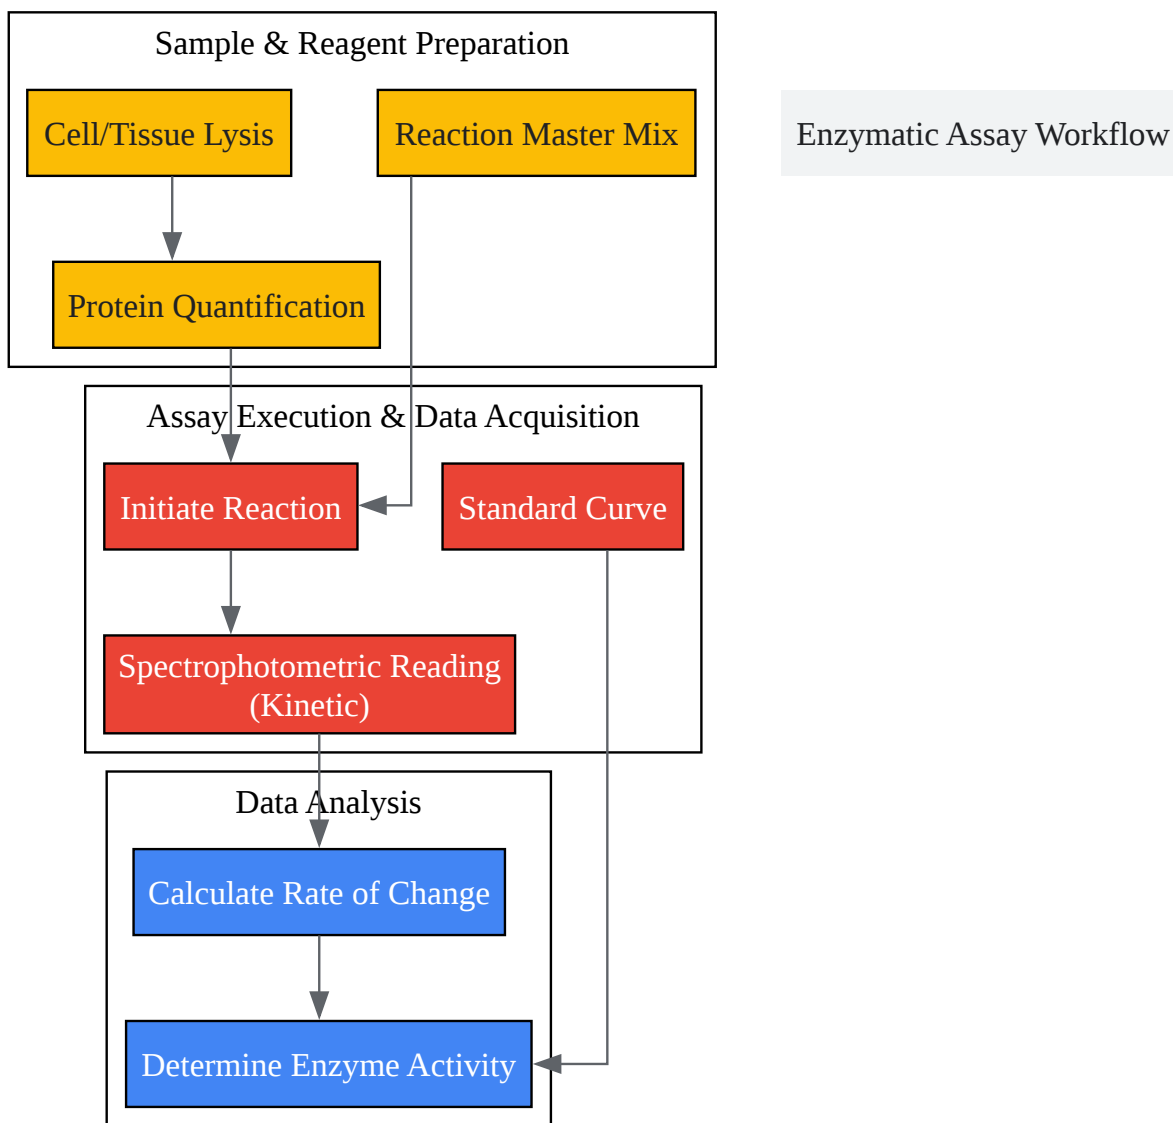 Sample & Reagent Preparation
Cell/Tissue Lysis
Reaction Master Mix
Enzymatic Assay Workflow
Protein Quantification
Assay Execution & Data Acquisition
Initiate Reaction
Standard Curve
Spectrophotometric Reading
(Kinetic)
Data Analysis
Calculate Rate of Change
Determine Enzyme Activity